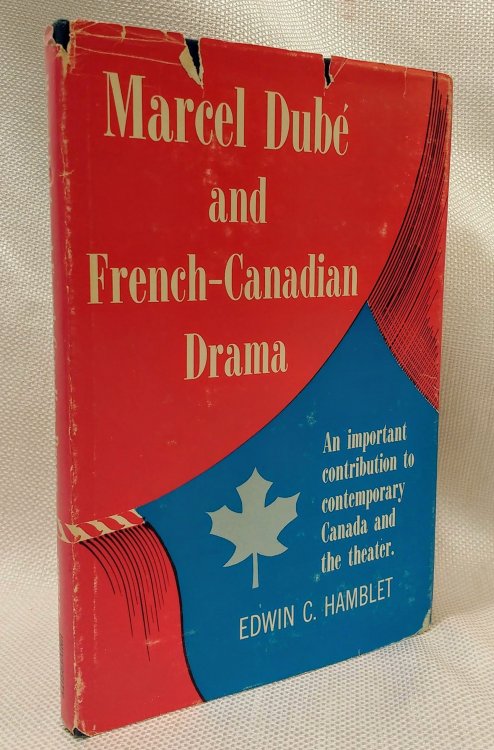 Marcel Dubé
and
French-Canadian
Drama
An important
contribution to
contemporary
Canada and
the theater.
EDWIN C. HAMBLET